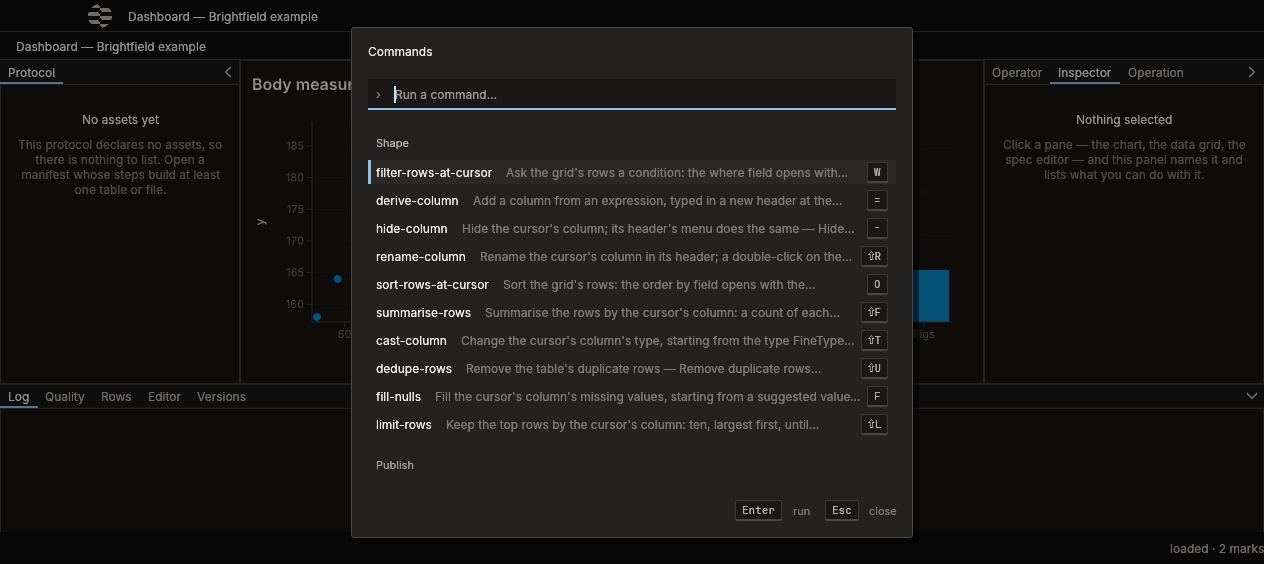 Dashboard — Brightfield example
Dashboard — Brightfield example
Protocol
No assets yet
This protocol declares no assets, so
there is nothing to list. Open a
manifest whose steps build at least
one table or file.
Body measur
185
180
175
170
165
160
y
60
Figs
Commands
› Run a command...
Shape
filter-rows-at-cursor Ask the grid's rows a condition: the where field opens with... W
derive-column Add a column from an expression, typed in a new header at the... =
hide-column Hide the cursor's column; its header's menu does the same — Hide... -
rename-column Rename the cursor's column in its header; a double-click on the... ⇧R
sort-rows-at-cursor Sort the grid's rows: the order by field opens with the... O
summarise-rows Summarise the rows by the cursor's column: a count of each... ⇧F
cast-column Change the cursor's column's type, starting from the type FineType... ⇧T
dedupe-rows Remove the table's duplicate rows — Remove duplicate rows... ⇧U
fill-nulls Fill the cursor's column's missing values, starting from a suggested value... F
limit-rows Keep the top rows by the cursor's column: ten, largest first, until... ⇧L
Publish
Enter run Esc close
Operator Inspector Operation
Nothing selected
Click a pane — the chart, the data grid, the
spec editor — and this panel names it and
lists what you can do with it.
Log Quality Rows Editor Versions
loaded · 2 marks